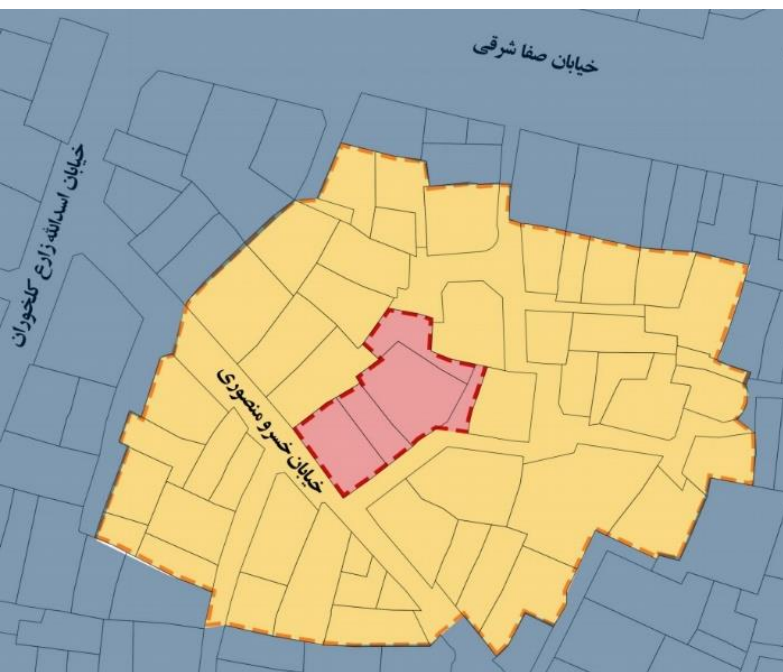 خیابان صفا شرقی
خیابان اسدالله زارع کلخوران
خیابان خسرو منصوری